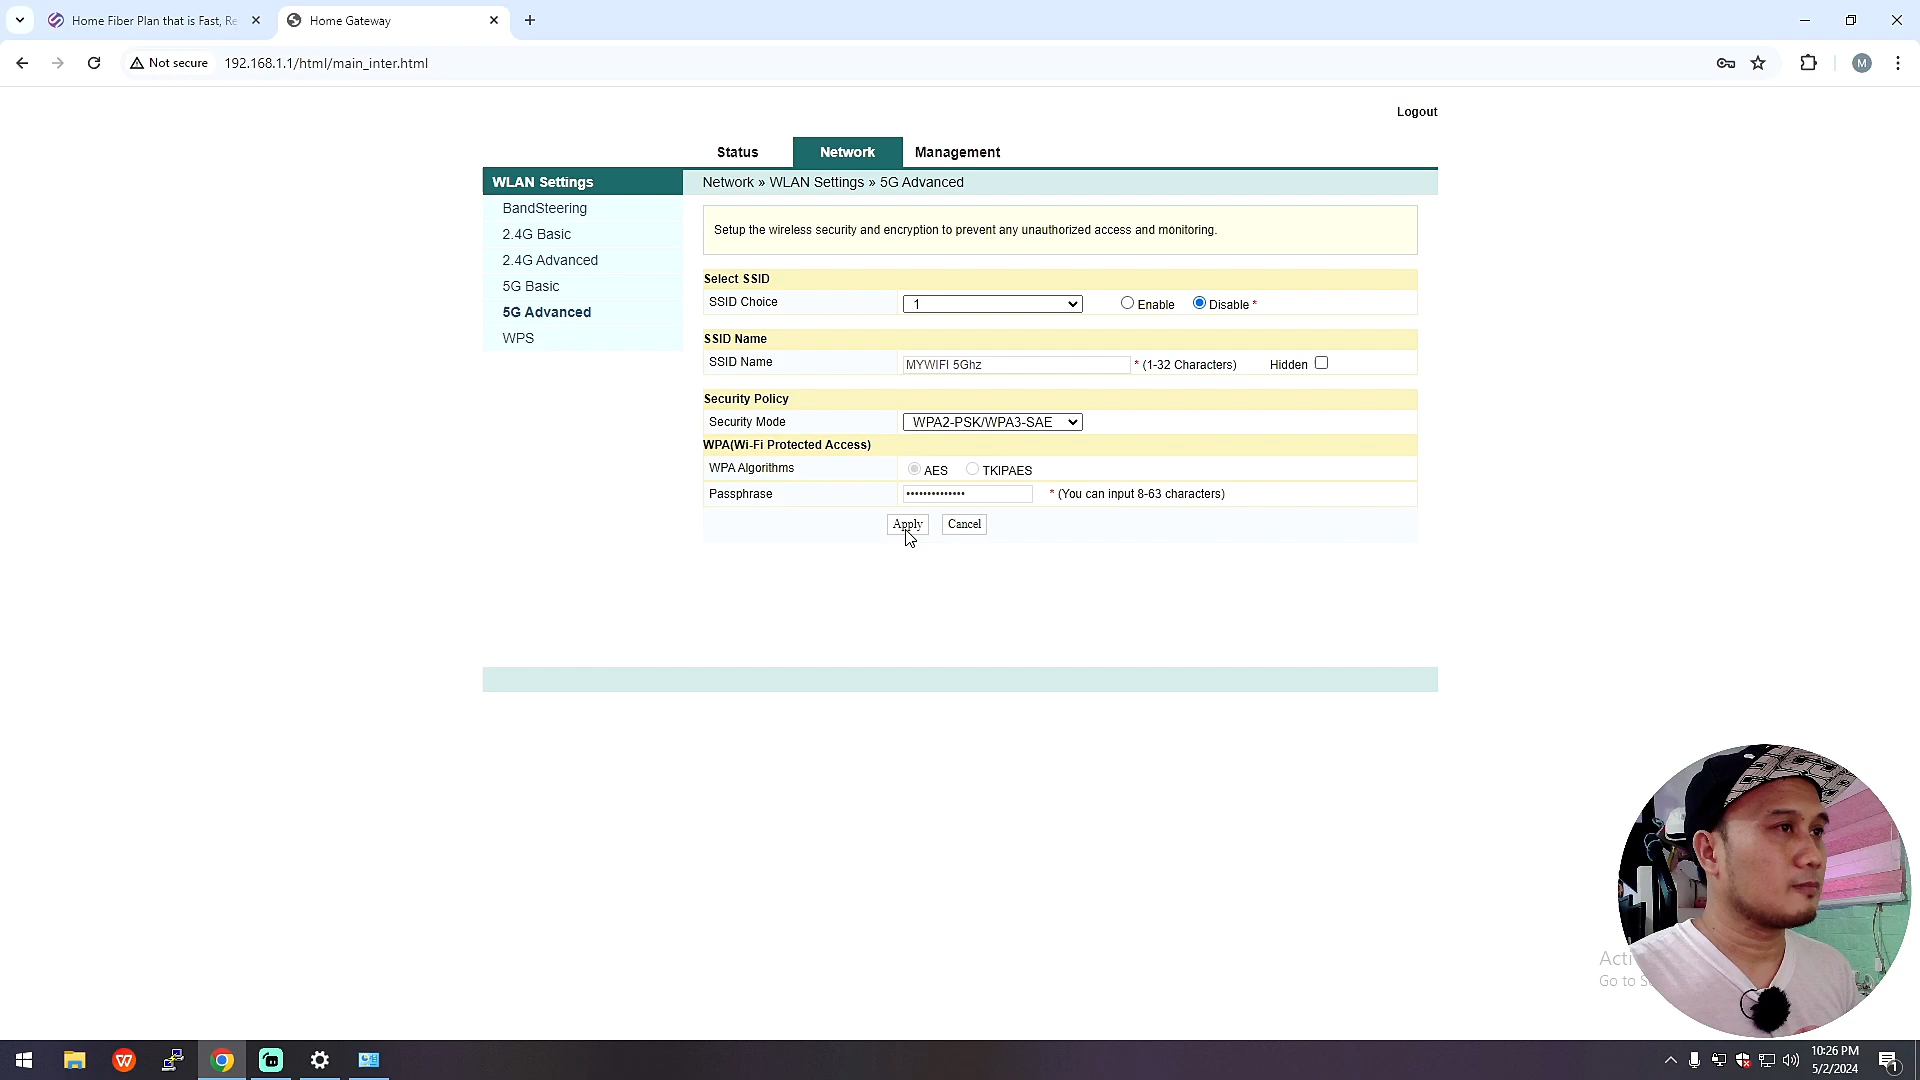 Home Fiber Plan that is Fast, Re
Home Gateway
Not secure
192.168.1.1/html/main_inter.html
M
Logout
Status
Network
Management
WLAN Settings
Network » WLAN Settings » 5G Advanced
BandSteering
2.4G Basic
2.4G Advanced
5G Basic
5G Advanced
WPS
Setup the wireless security and encryption to prevent any unauthorized access and monitoring.
Select SSID
SSID Choice
1
Enable
Disable *
SSID Name
SSID Name
MYWIFI 5Ghz
* (1-32 Characters)
Hidden
Security Policy
Security Mode
WPA2-PSK/WPA3-SAE
WPA(Wi-Fi Protected Access)
WPA Algorithms
AES
TKIPAES
Passphrase
••••••••••••••
* (You can input 8-63 characters)
Apply
Cancel
Acti
Go to S
W
10:26 PM
5/2/2024
1